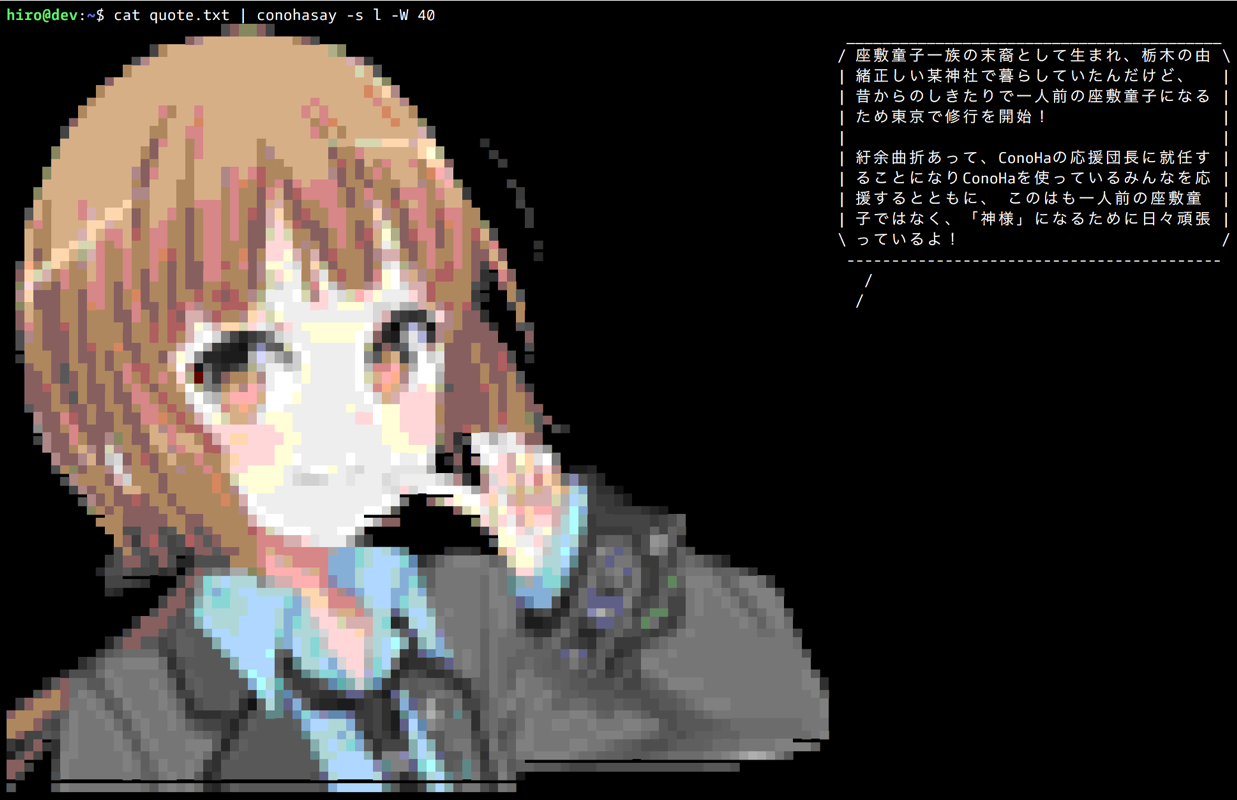 hiro@dev:~$ cat quote.txt | conohasay -s l -W 40
座敷童子一族の末裔として生まれ、栃木の由
緒正しい某神社で暮らしていたんだけど、
昔からのしきたりで一人前の座敷童子になる
ため東京で修行を開始！
紆余曲折あって、ConoHaの応援団長に就任す
ることになりConoHaを使っているみんなを応
援するとともに、 このはも一人前の座敷童
子ではなく、「神様」になるために日々頑張
っているよ！